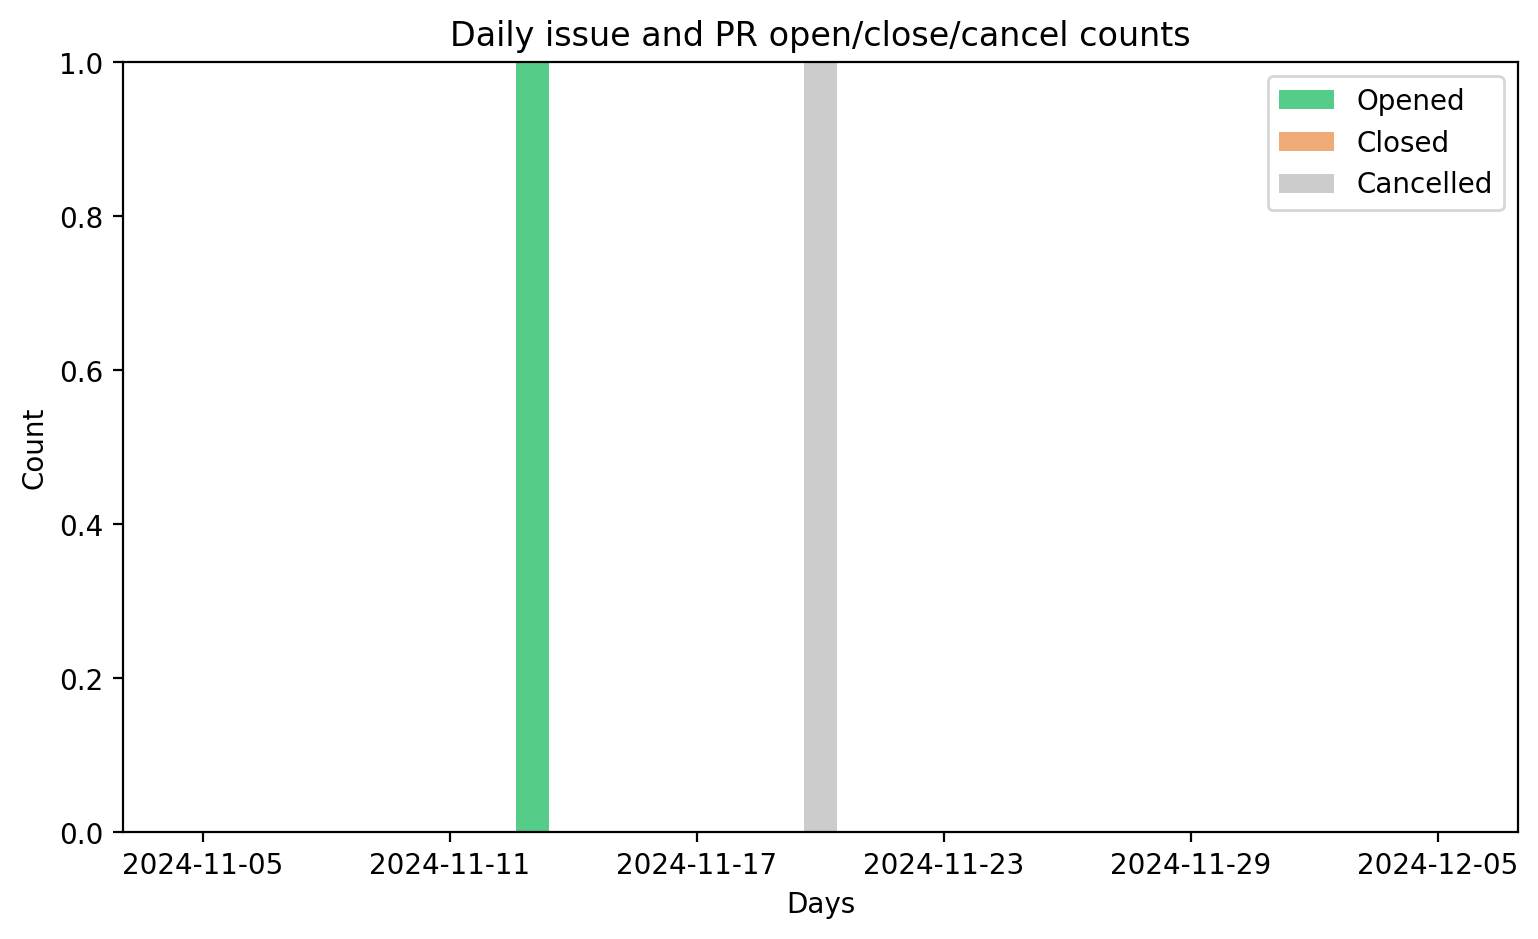 Daily issue and PR open/close/cancel counts
1.0
0.8
0.6
0.4
0.2
0.0
Count
Opened
Closed
Cancelled
2024-11-05 2024-11-11 2024-11-17 2024-11-23 2024-11-29 2024-12-05
Days